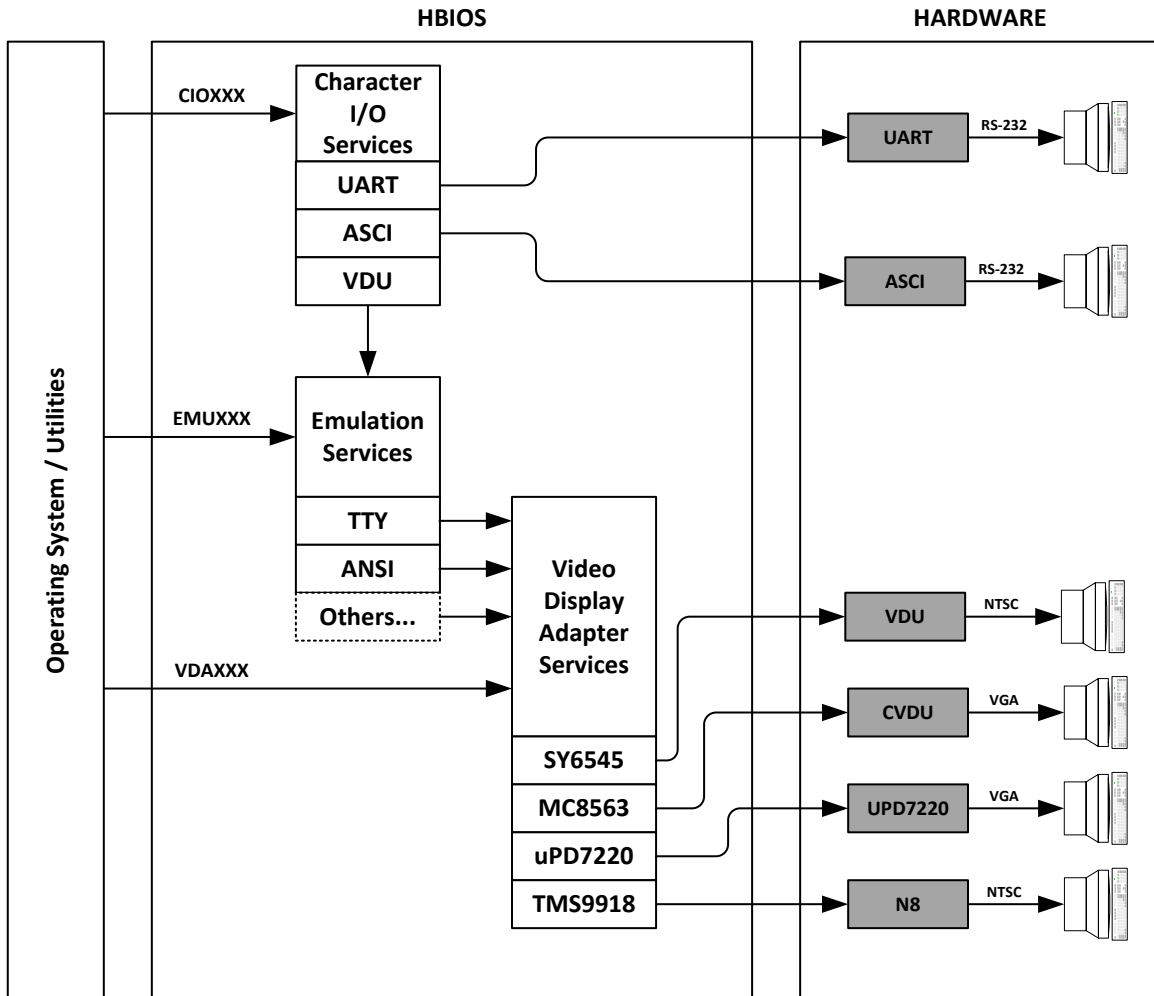 HBIOS
HARDWARE
Operating System / Utilities
CIOXXX
Character
I/O
Services
UART
ASCI
VDU
UART
RS-232
ASCI
RS-232
EMUXXX
Emulation
Services
TTY
ANSI
Others...
VDAXXX
Video
Display
Adapter
Services
SY6545
MC8563
uPD7220
TMS9918
VDU
NTSC
CVDU
VGA
UPD7220
VGA
N8
NTSC